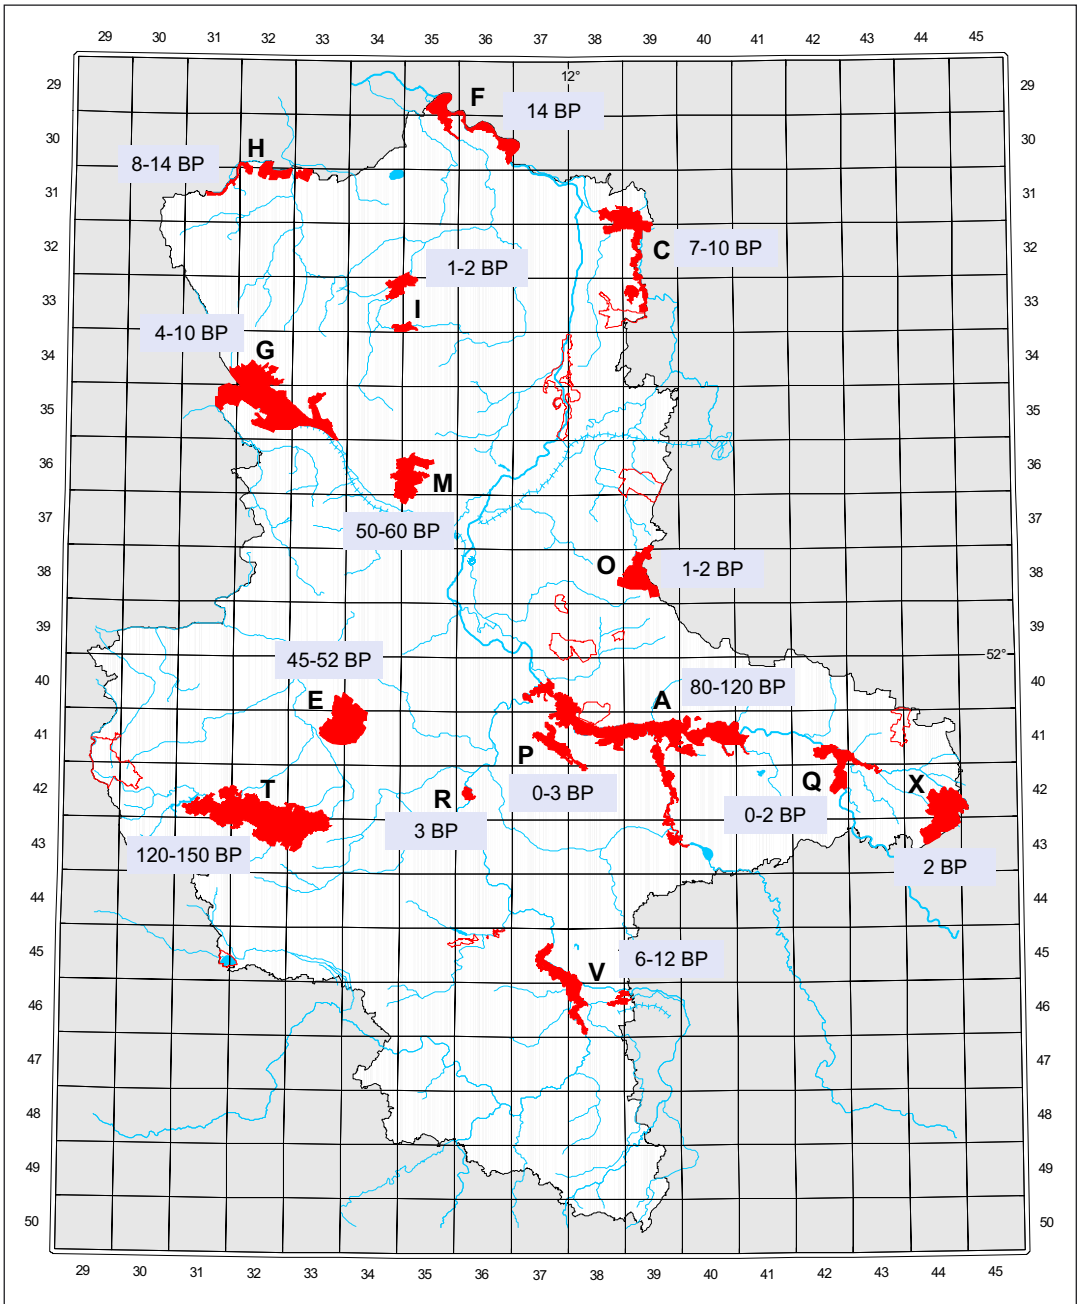 29 30 31 32 33 34 35 36 37 38 39 40 41 42 43 44 45
12°
29 29
F
14 BP
30 30
H
8-14 BP
31 31
32 C 7-10 BP 32
1-2 BP
33 I 33
4-10 BP
G
34 34
35 35
36 36
M
37 50-60 BP 37
O 1-2 BP
38 38
39 39
45-52 BP 52°
40 80-120 BP 40
E A
41 41
P
T R 0-3 BP Q X
42 42
0-2 BP
3 BP
43 120-150 BP 43
2 BP
44 44
45 6-12 BP 45
V
46 46
47 47
48 48
49 49
50 50
29 30 31 32 33 34 35 36 37 38 39 40 41 42 43 44 45